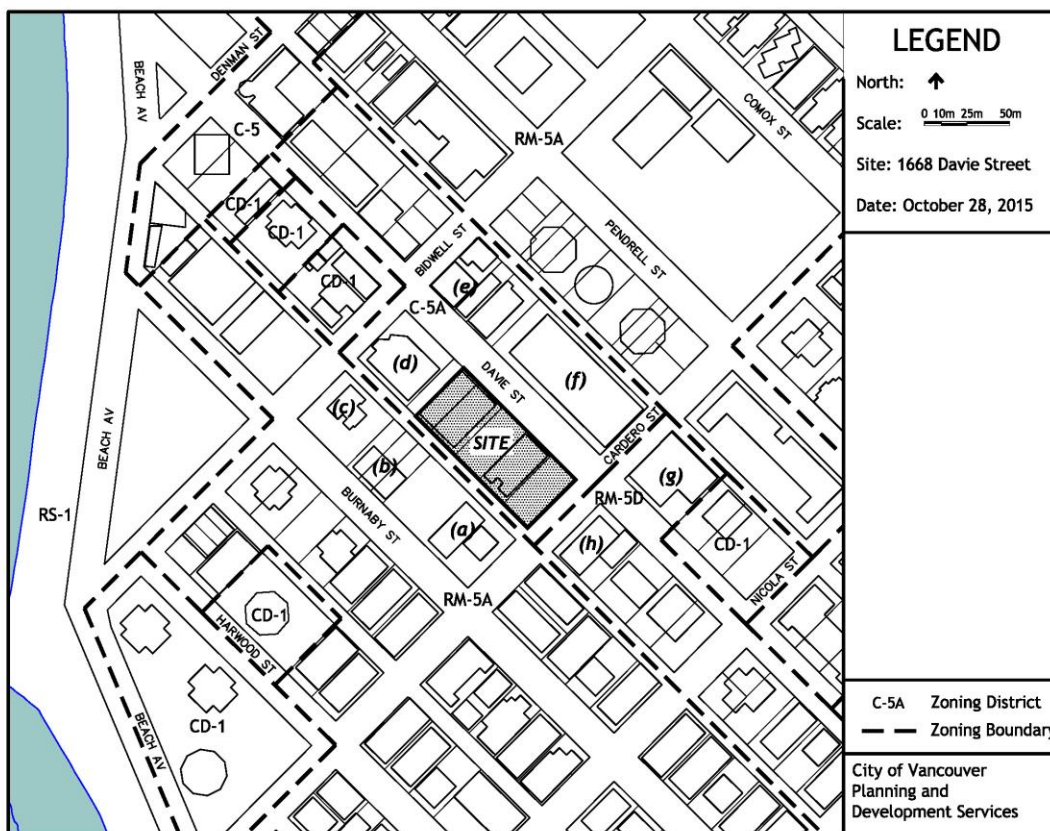 BEACH AV
DENMAN ST
C-5
CD-1
CD-1
CD-1
BIDWELL ST
RM-5A
COMOX ST
PENDRELL ST
C-5A
(e)
(d)
DAVIE ST
(f)
(c)
SITE
CARDERO ST
(b)
(g)
RM-5D
(a)
(h)
CD-1
NICOLA ST
BEACH AV
RS-1
BURNABY ST
RM-5A
CD-1
HARWOOD ST
CD-1
BEACH AV
LEGEND
North:
Scale: 0 10m 25m 50m
Site: 1668 Davie Street
Date: October 28, 2015
C-5A Zoning District
Zoning Boundary
City of Vancouver
Planning and
Development Services